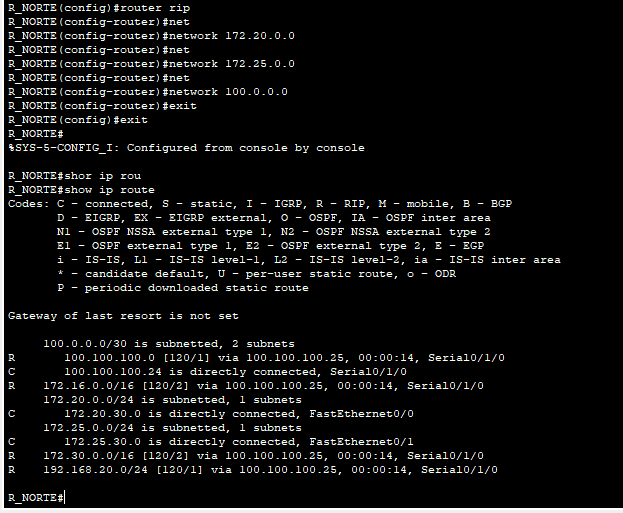 R_NORTE(config)#router rip
R_NORTE(config-router)#net
R_NORTE(config-router)#network 172.20.0.0
R_NORTE(config-router)#net
R_NORTE(config-router)#network 172.25.0.0
R_NORTE(config-router)#net
R_NORTE(config-router)#network 100.0.0.0
R_NORTE(config-router)#exit
R_NORTE(config)#exit
R_NORTE#
%SYS-5-CONFIG_I: Configured from console by console
R_NORTE#shor ip rou
R_NORTE#show ip route
Codes: C - connected, S - static, I - IGRP, R - RIP, M - mobile, B - BGP
D - EIGRP, EX - EIGRP external, O - OSPF, IA - OSPF inter area
N1 - OSPF NSSA external type 1, N2 - OSPF NSSA external type 2
E1 - OSPF external type 1, E2 - OSPF external type 2, E - EGP
i - IS-IS, L1 - IS-IS level-1, L2 - IS-IS level-2, ia - IS-IS inter area
* - candidate default, U - per-user static route, o - ODR
P - periodic downloaded static route
Gateway of last resort is not set
100.0.0.0/30 is subnetted, 2 subnets
R 100.100.100.0 [120/1] via 100.100.100.25, 00:00:14, Serial0/1/0
C 100.100.100.24 is directly connected, Serial0/1/0
R 172.16.0.0/16 [120/2] via 100.100.100.25, 00:00:14, Serial0/1/0
172.20.0.0/24 is subnetted, 1 subnets
C 172.20.30.0 is directly connected, FastEthernet0/0
172.25.0.0/24 is subnetted, 1 subnets
C 172.25.30.0 is directly connected, FastEthernet0/1
R 172.30.0.0/16 [120/2] via 100.100.100.25, 00:00:14, Serial0/1/0
R 192.168.20.0/24 [120/1] via 100.100.100.25, 00:00:14, Serial0/1/0
R_NORTE#